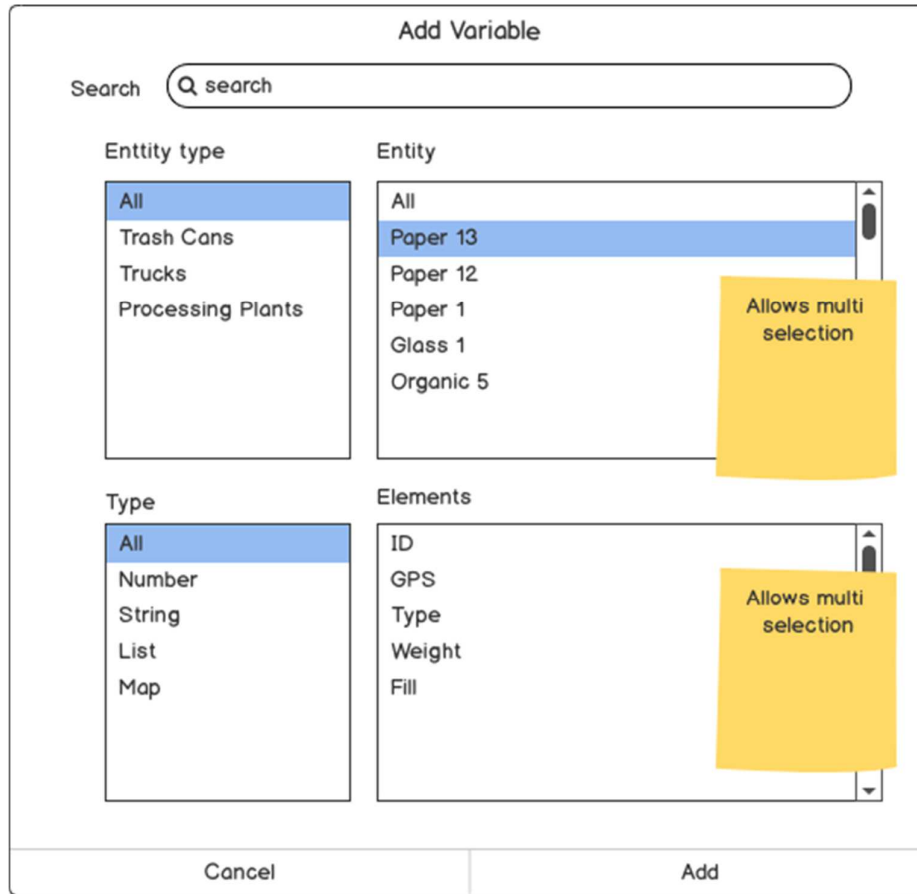 Add Variable
Search
search
Enttity type
Entity
All
Trash Cans
Trucks
Processing Plants
All
Paper 13
Paper 12
Paper 1
Glass 1
Organic 5
Allows multi
selection
Type
Elements
All
Number
String
List
Map
ID
GPS
Type
Weight
Fill
Allows multi
selection
Cancel
Add